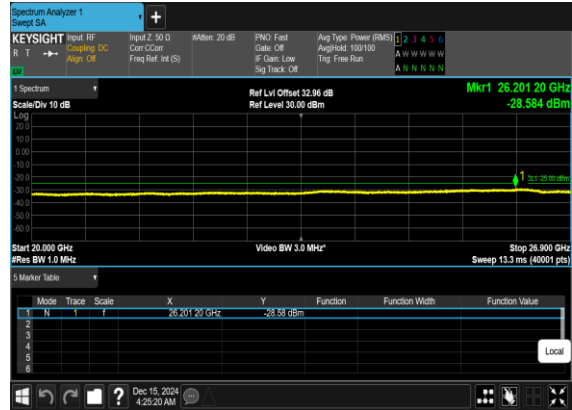 Spectrum Analyzer 1
Swept SA
+
KEYSIGHT Input: RF Input Z: 50 Ω #Atten: 20 dB PNO: Fast Avg Type: Power (RMS) 1 2 3 4 5 6
R T Coupling: DC Corr CCorr Gate: Off Avg|Hold: 100/100 A W W W W W
Align: Off Freq Ref: Int (S) IF Gain: Low Trig: Free Run
LW Sig Track: Off A N N N N N
1 Spectrum Ref Lvl Offset 32.96 dB Mkr1 26.201 20 GHz
Scale/Div 10 dB Ref Level 30.00 dBm -28.584 dBm
Log
20.0
10.0
0.00
-10.0
-20.0 1 DL1 -25.00 dBm
-30.0
-40.0
-50.0
-60.0
Start 20.000 GHz Video BW 3.0 MHz* Stop 26.900 GHz
#Res BW 1.0 MHz Sweep 13.3 ms (40001 pts)
5 Marker Table
Mode Trace Scale X Y Function Function Width Function Value
1 N 1 f 26.201 20 GHz -28.58 dBm
2
3
4
5
6
Local
? Dec 15, 2024
4:25:20 AM